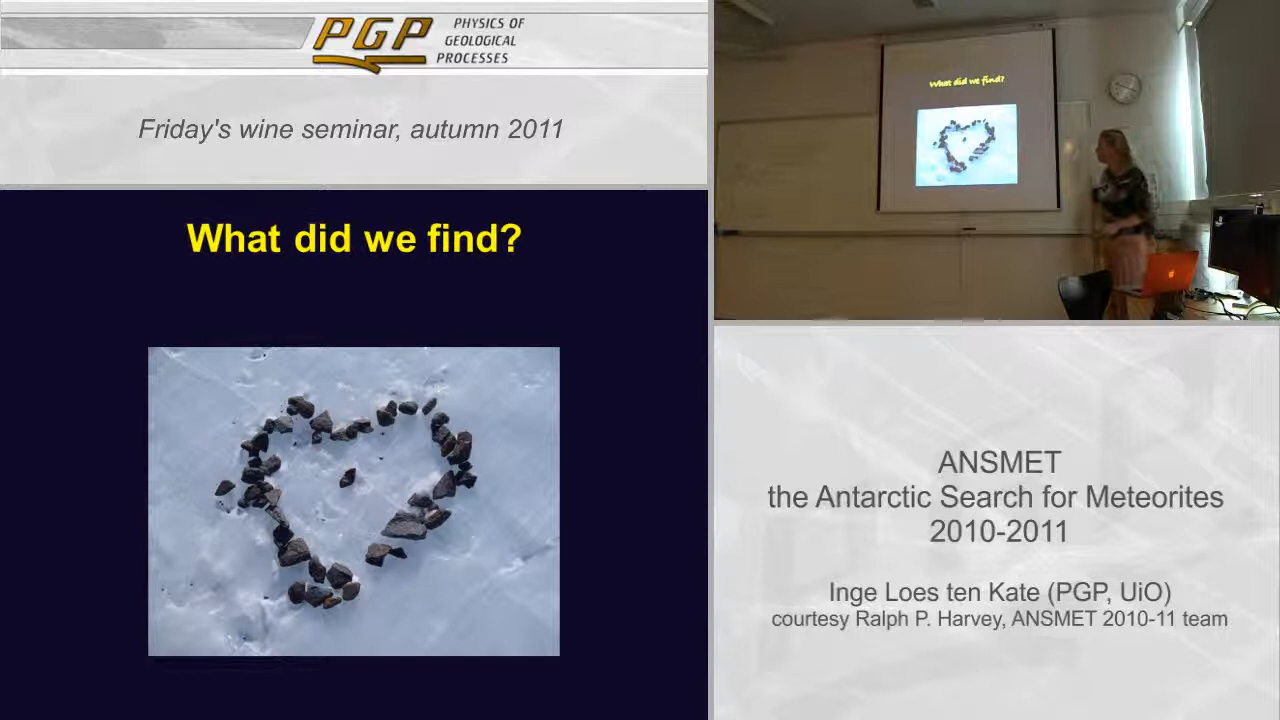 PGP
PHYSICS OF
GEOLOGICAL
PROCESSES
Friday's wine seminar, autumn 2011
What did we find?
What did we find?
ANSMET
the Antarctic Search for Meteorites
2010-2011
Inge Loes ten Kate (PGP, UiO)
courtesy Ralph P. Harvey, ANSMET 2010-11 team